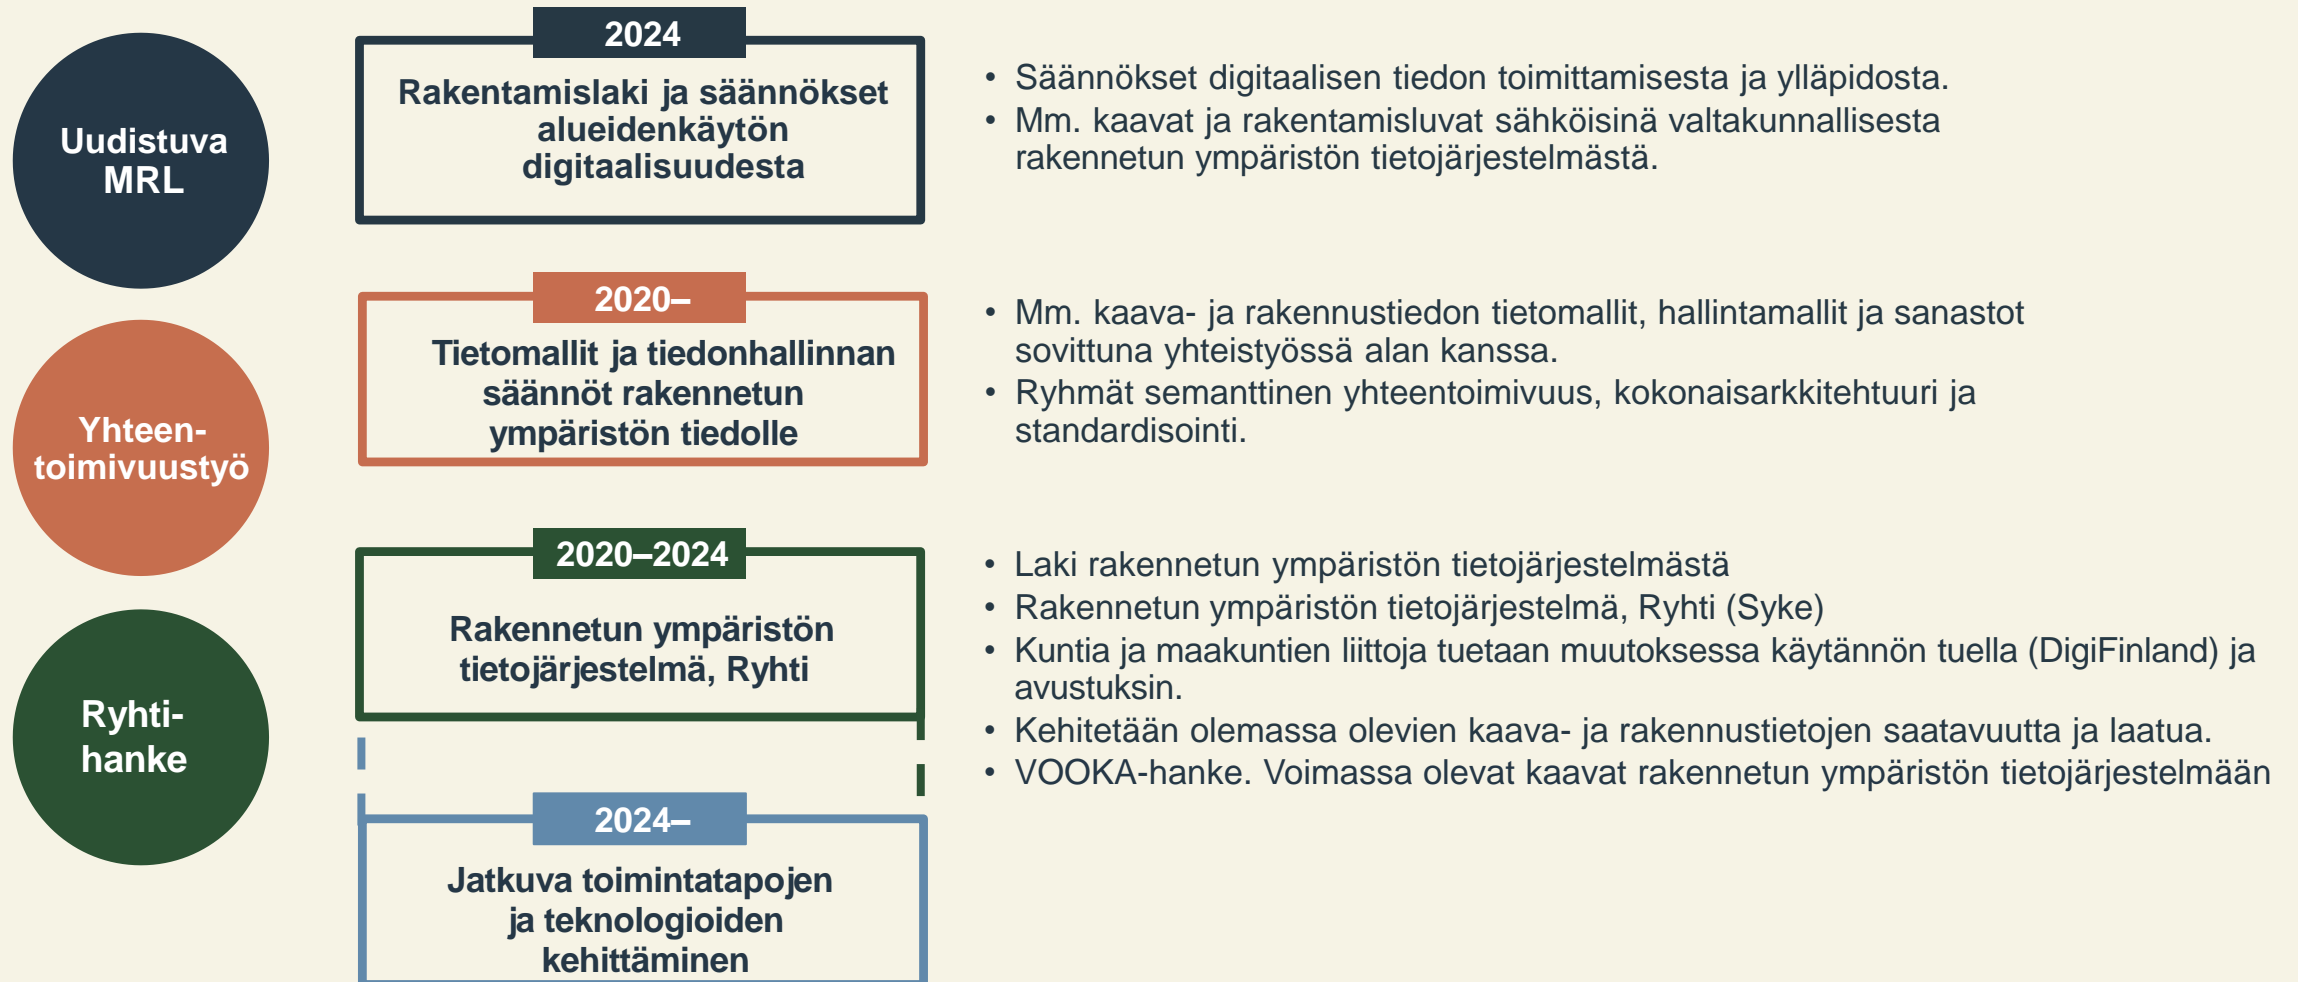 Uudistuva
MRL
2024
Rakentamislaki ja säännökset
alueidenkäytön
digitaalisuudesta
• Säännökset digitaalisen tiedon toimittamisesta ja ylläpidosta.
• Mm. kaavat ja rakentamisluvat sähköisinä valtakunnallisesta
rakennetun ympäristön tietojärjestelmästä.
Yhteen-
toimivuustyö
2020–
Tietomallit ja tiedonhallinnan
säännöt rakennetun
ympäristön tiedolle
• Mm. kaava- ja rakennustiedon tietomallit, hallintamallit ja sanastot
sovittuna yhteistyössä alan kanssa.
• Ryhmät semanttinen yhteentoimivuus, kokonaisarkkitehtuuri ja
standardisointi.
Ryhti-
hanke
2020–2024
Rakennetun ympäristön
tietojärjestelmä, Ryhti
• Laki rakennetun ympäristön tietojärjestelmästä
• Rakennetun ympäristön tietojärjestelmä, Ryhti (Syke)
• Kuntia ja maakuntien liittoja tuetaan muutoksessa käytännön tuella (DigiFinland) ja
avustuksin.
• Kehitetään olemassa olevien kaava- ja rakennustietojen saatavuutta ja laatua.
• VOOKA-hanke. Voimassa olevat kaavat rakennetun ympäristön tietojärjestelmään
2024–
Jatkuva toimintatapojen
ja teknologioiden
kehittäminen